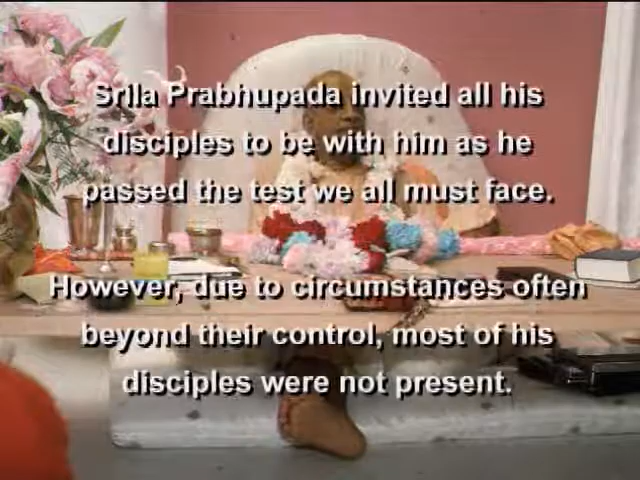 Srila Prabhupada invited all his
disciples to be with him as he
passed the test we all must face.
However, due to circumstances often
beyond their control, most of his
disciples were not present.